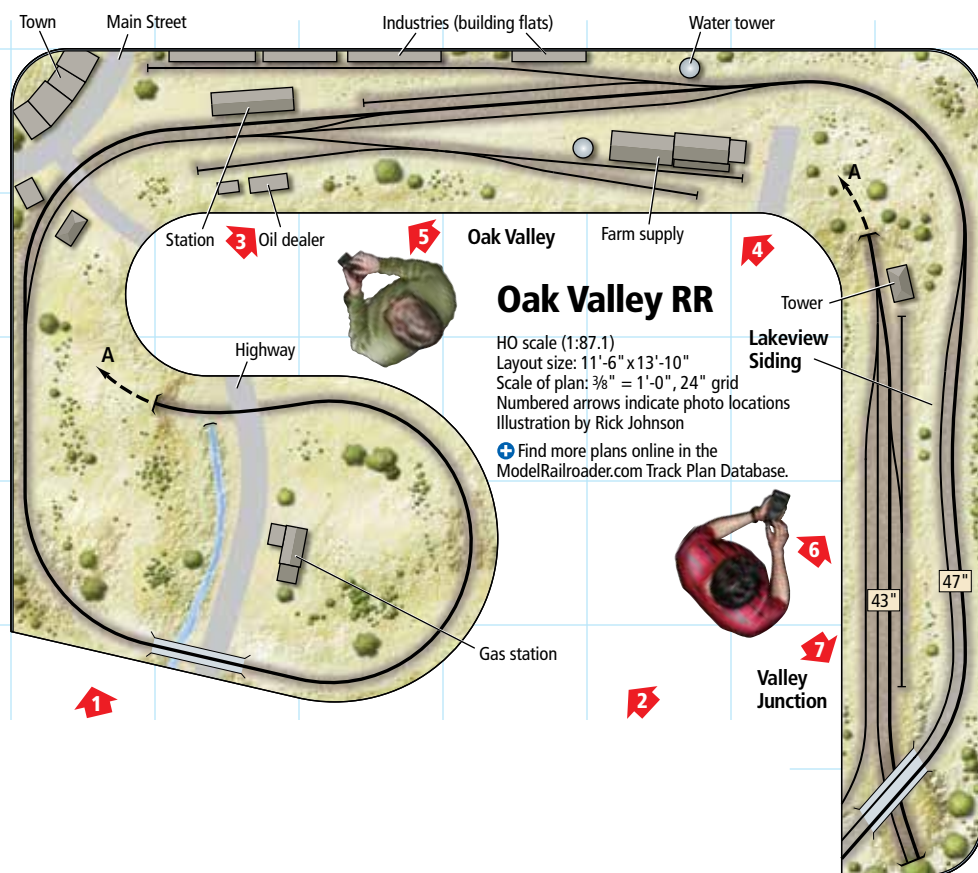 Town
Main Street
Industries (building flats)
Water tower
A
Station
3
Oil dealer
5
Oak Valley
Farm supply
4
Oak Valley RR
HO scale (1:87.1)
Layout size: 11'-6" x 13'-10"
Scale of plan: ⅜" = 1'-0", 24" grid
Numbered arrows indicate photo locations
Illustration by Rick Johnson
Find more plans online in the
ModelRailroader.com Track Plan Database.
Tower
Lakeview
Siding
Highway
A
6
47"
43"
Gas station
7
Valley
Junction
1
2